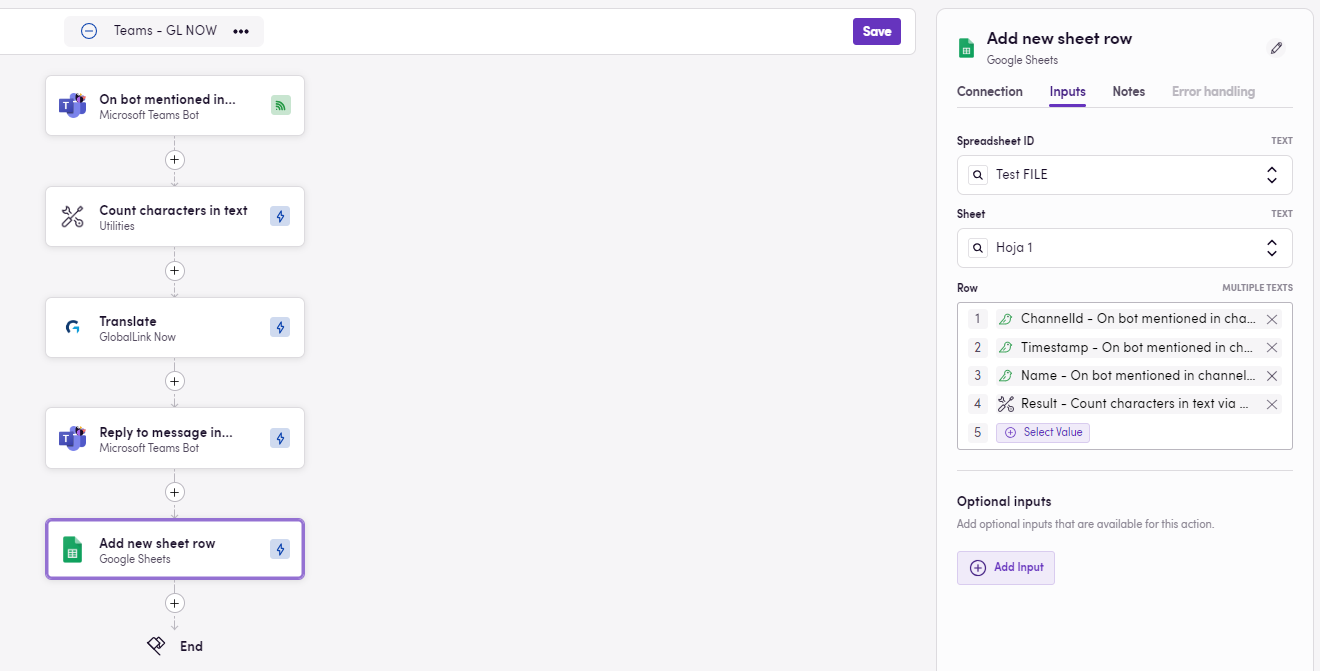 Teams - GL NOW
Save
On bot mentioned in...
Microsoft Teams Bot
Count characters in text
Utilities
Translate
GlobalLink Now
Reply to message in...
Microsoft Teams Bot
Add new sheet row
Google Sheets
End
Add new sheet row
Google Sheets
Connection Inputs Notes Error handling
Spreadsheet ID TEXT
Test FILE
Sheet TEXT
Hoja 1
Row MULTIPLE TEXTS
1 ChannelId - On bot mentioned in cha...
2 Timestamp - On bot mentioned in ch...
3 Name - On bot mentioned in channel...
4 Result - Count characters in text via ...
5 Select Value
Optional inputs
Add optional inputs that are available for this action.
Add Input